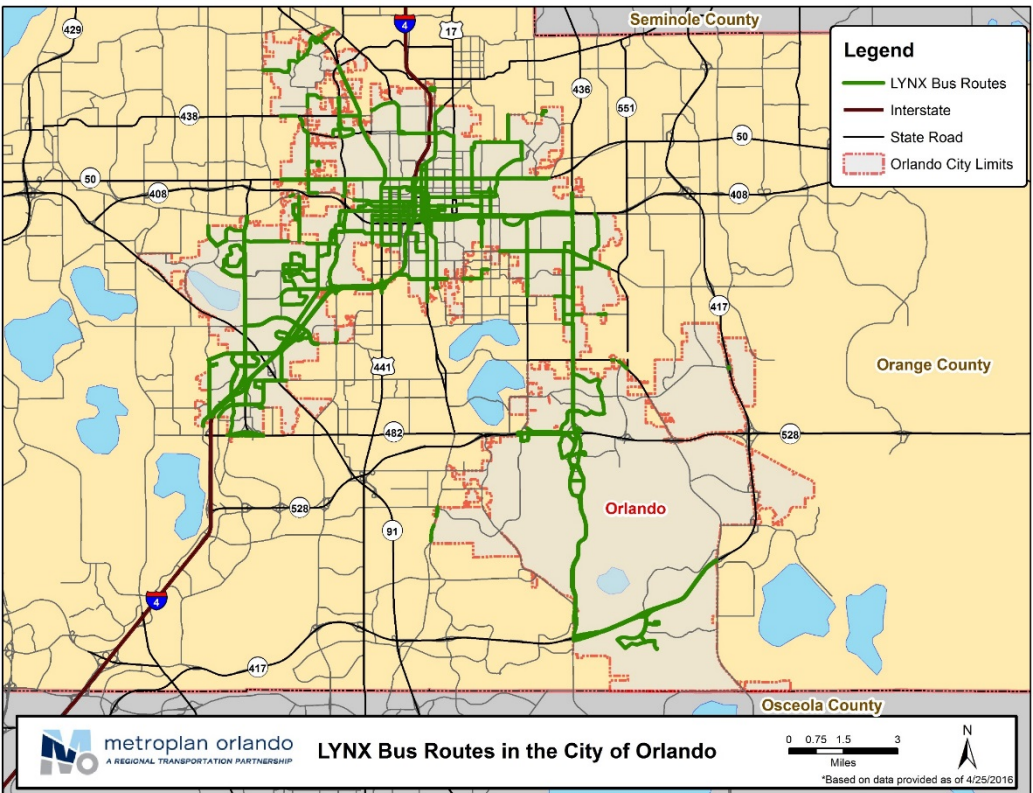 Seminole County
429
4
17
Legend
LYNX Bus Routes
Interstate
State Road
Orlando City Limits
436
551
438
50
50
408
408
417
441
Orange County
482
528
528
Orlando
91
4
417
Osceola County
metroplan orlando
A REGIONAL TRANSPORTATION PARTNERSHIP
LYNX Bus Routes in the City of Orlando
0 0.75 1.5 3
Miles
N
*Based on data provided as of 4/25/2016